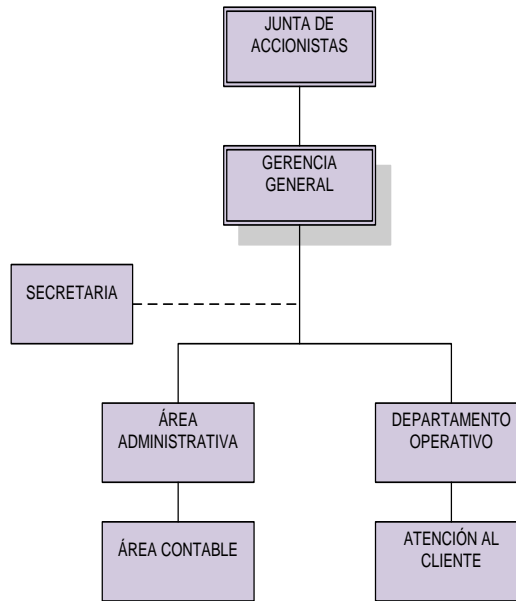 JUNTA DE
ACCIONISTAS
GERENCIA
GENERAL
SECRETARIA
ÁREA
ADMINISTRATIVA
DEPARTAMENTO
OPERATIVO
ÁREA CONTABLE
ATENCIÓN AL
CLIENTE